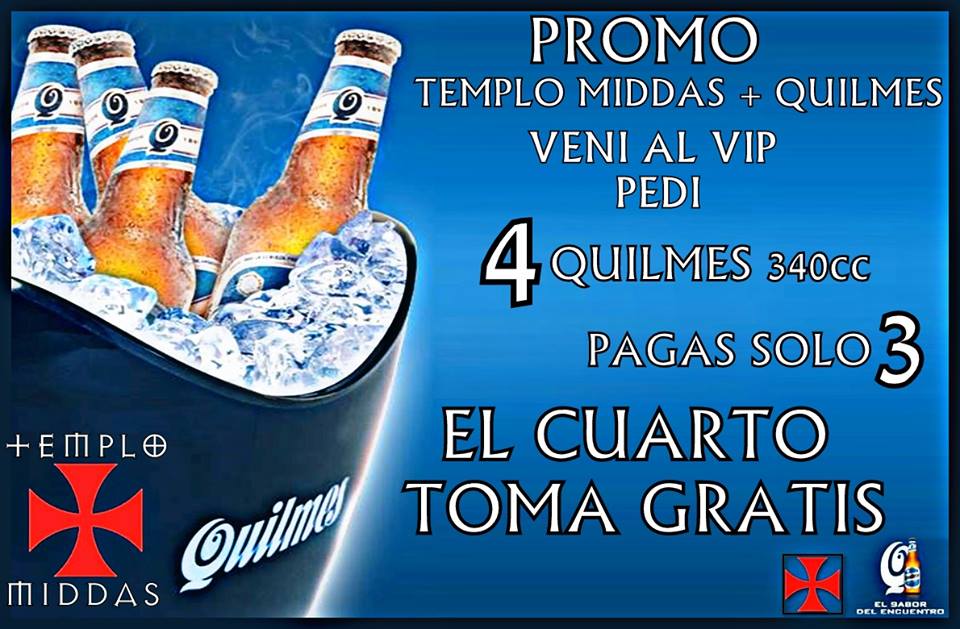 PROMO
TEMPLO MIDDAS + QUILMES
VENI AL VIP
PEDI
4 QUILMES 340CC
PAGAS SOLO 3
EL CUARTO
TOMA GRATIS
TEMPLO
MIDDAS
Quilmes
EL SABOR
DEL ENCUENTRO